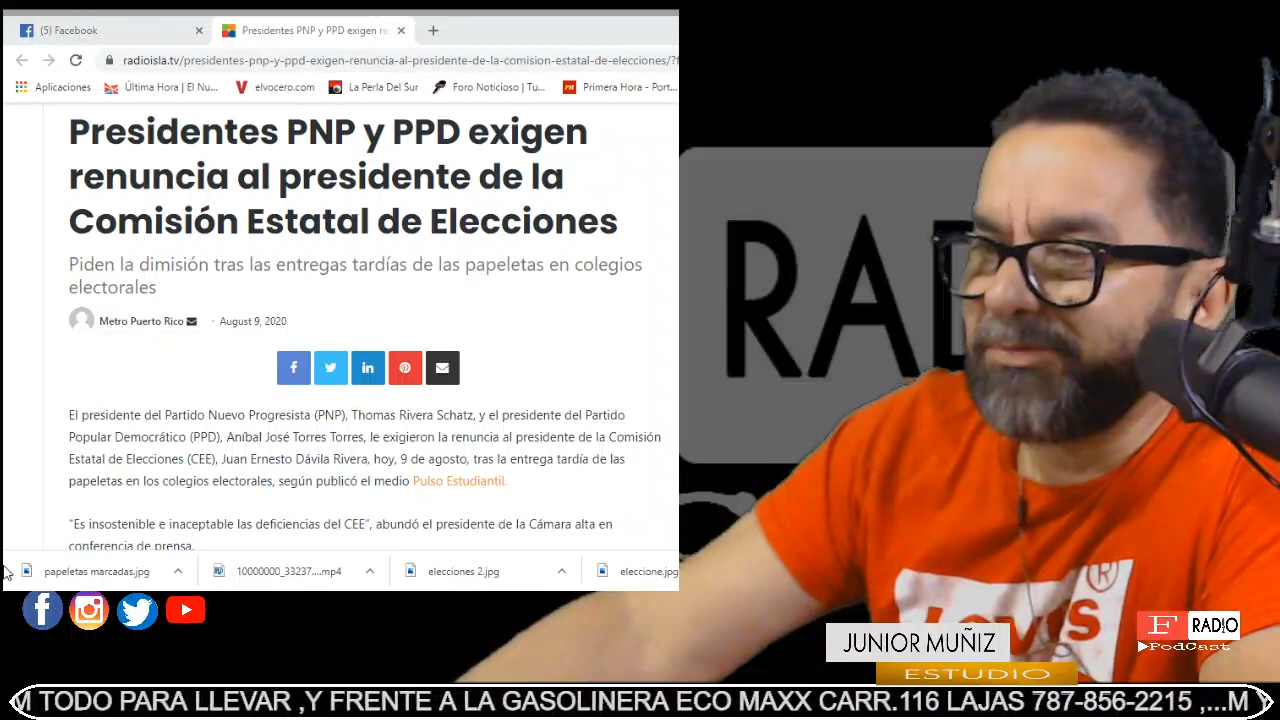 (5) Facebook
Presidentes PNP y PPD exigen re
radioisla.tv/presidentes-pnp-y-ppd-exigen-renuncia-al-presidente-de-la-comision-estatal-de-elecciones/?f
Aplicaciones
Última Hora | El Nu...
elvocero.com
La Perla Del Sur
Foro Noticioso | Tu...
Primera Hora - Port...
Presidentes PNP y PPD exigen
renuncia al presidente de la
Comisión Estatal de Elecciones
Piden la dimisión tras las entregas tardías de las papeletas en colegios
electorales
Metro Puerto Rico · August 9, 2020
El presidente del Partido Nuevo Progresista (PNP), Thomas Rivera Schatz, y el presidente del Partido
Popular Democrático (PPD), Aníbal José Torres Torres, le exigieron la renuncia al presidente de la Comisión
Estatal de Elecciones (CEE), Juan Ernesto Dávila Rivera, hoy, 9 de agosto, tras la entrega tardía de las
papeletas en los colegios electorales, según publicó el medio Pulso Estudiantil.
“Es insostenible e inaceptable las deficiencias del CEE”, abundó el presidente de la Cámara alta en
conferencia de prensa.
papeletas marcadas.jpg
10000000_33237....mp4
elecciones 2.jpg
eleccione.jpg
RAD
Levi's ®
JUNIOR MUÑIZ
ESTUDIO
F RADIO
PodCast
M TODO PARA LLEVAR ,Y FRENTE A LA GASOLINERA ECO MAXX CARR.116 LAJAS 787-856-2215 ,...M Y